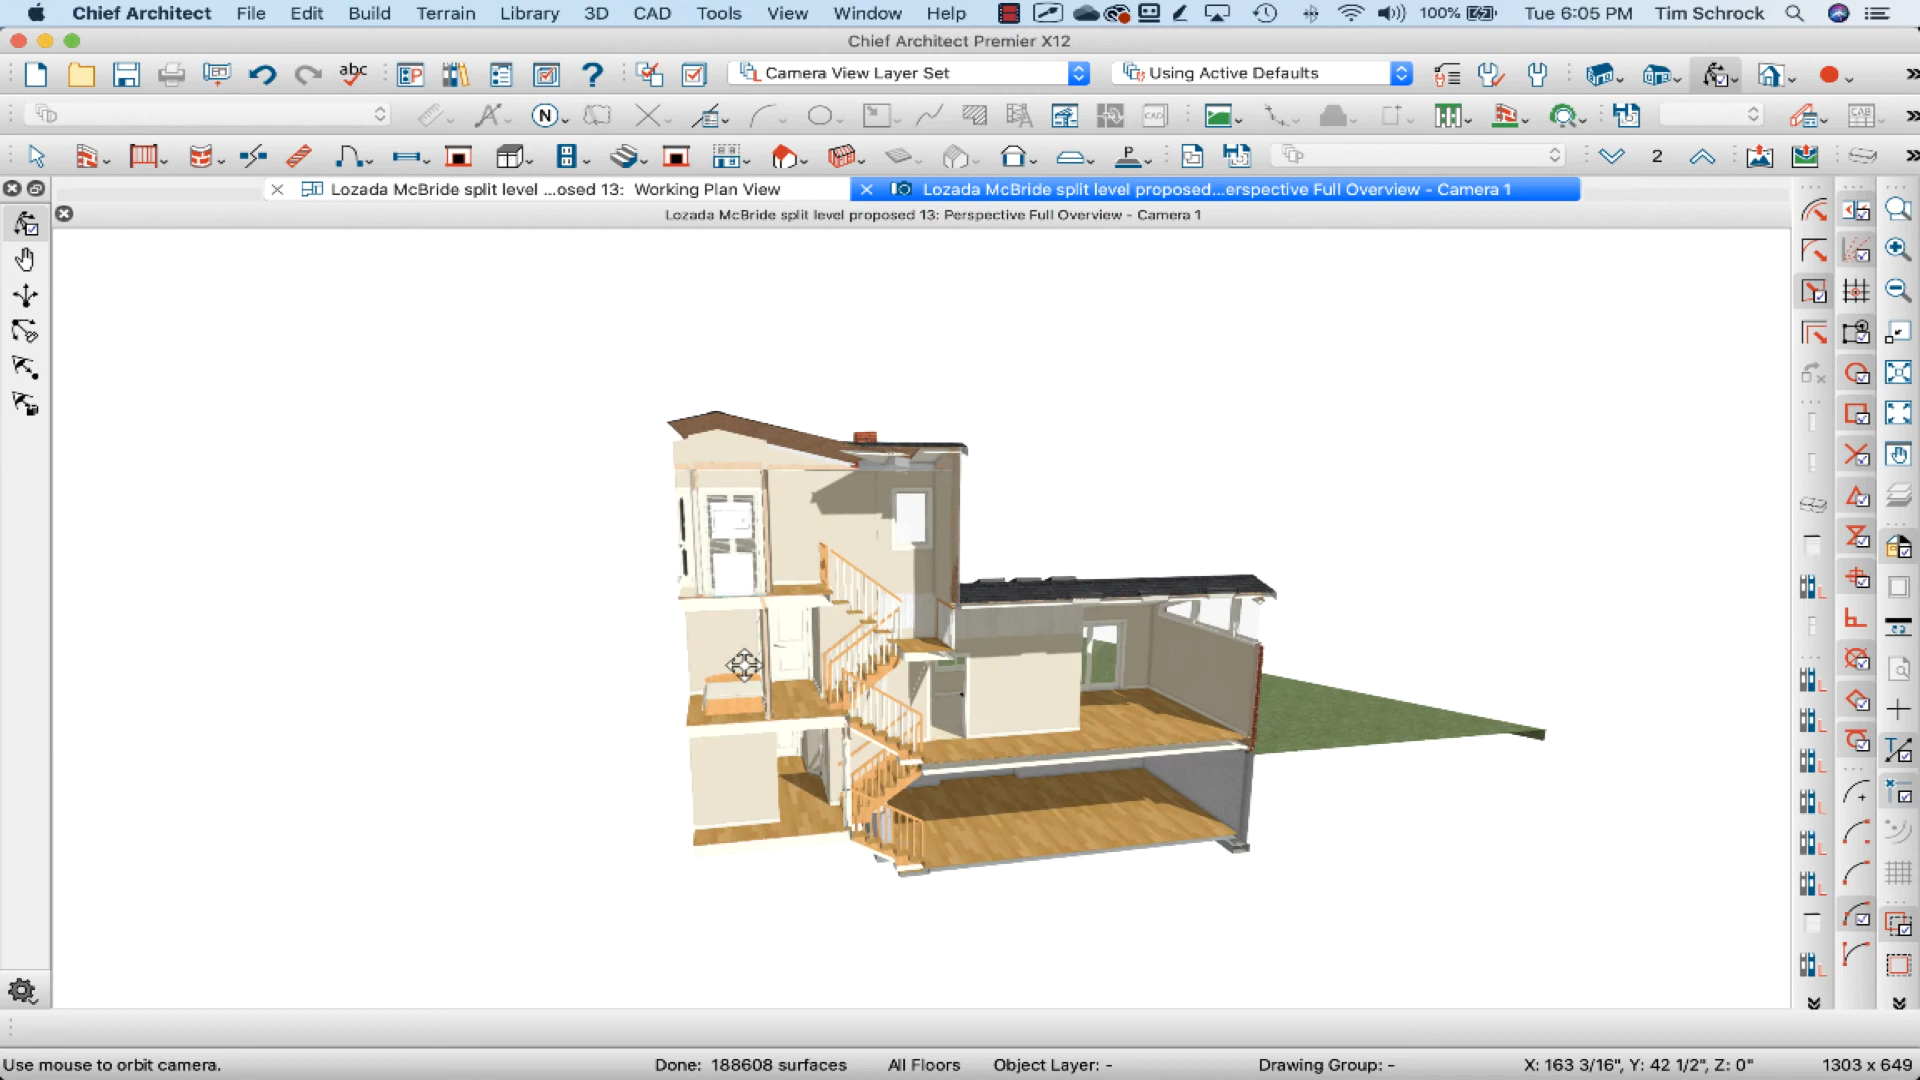 Chief Architect File Edit Build Terrain Library 3D CAD Tools View Window Help 100% Tue 6:05 PM Tim Schrock
Chief Architect Premier X12
abc P ? Camera View Layer Set Using Active Defaults
N CAD CAB
P 2
Lozada McBride split level ...osed 13: Working Plan View Lozada McBride split level proposed...erspective Full Overview - Camera 1
Lozada McBride split level proposed 13: Perspective Full Overview - Camera 1
Use mouse to orbit camera. Done: 188608 surfaces All Floors Object Layer: - Drawing Group: - X: 163 3/16", Y: 42 1/2", Z: 0" 1303 x 649